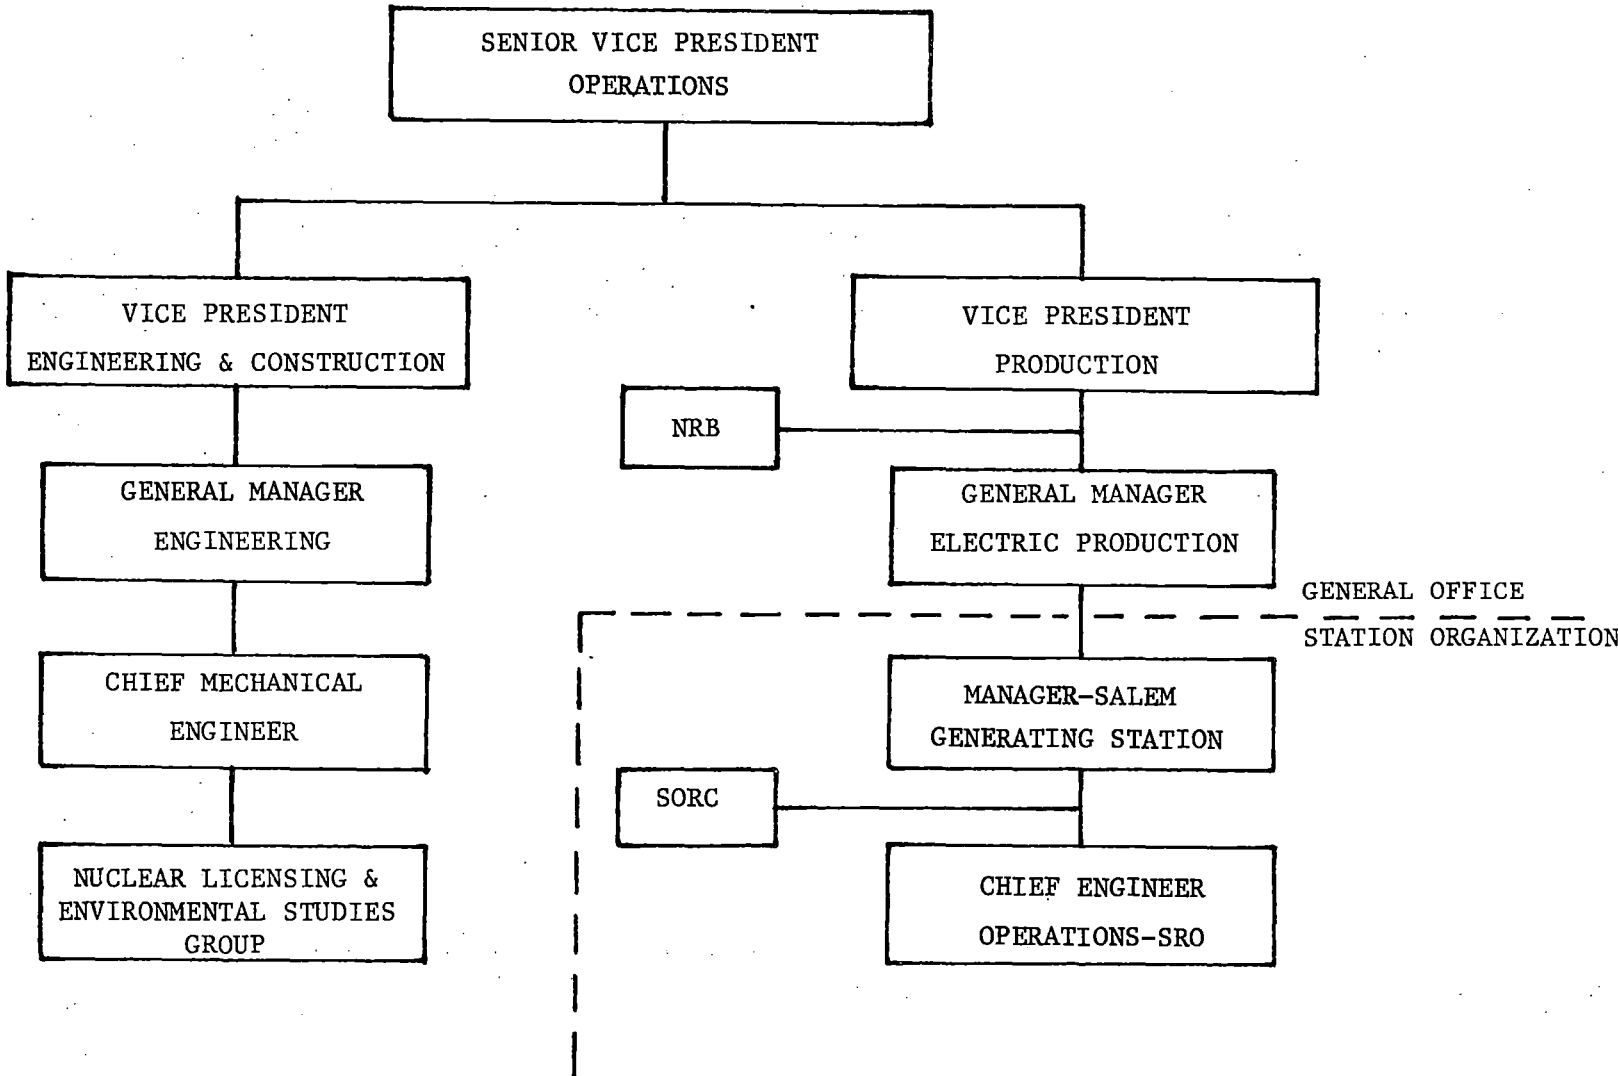 SENIOR VICE PRESIDENT
OPERATIONS
VICE PRESIDENT
ENGINEERING & CONSTRUCTION
VICE PRESIDENT
PRODUCTION
NRB
GENERAL MANAGER
ENGINEERING
GENERAL MANAGER
ELECTRIC PRODUCTION
GENERAL OFFICE
STATION ORGANIZATION
CHIEF MECHANICAL
ENGINEER
MANAGER-SALEM
GENERATING STATION
SORC
NUCLEAR LICENSING &
ENVIRONMENTAL STUDIES
GROUP
CHIEF ENGINEER
OPERATIONS-SRO